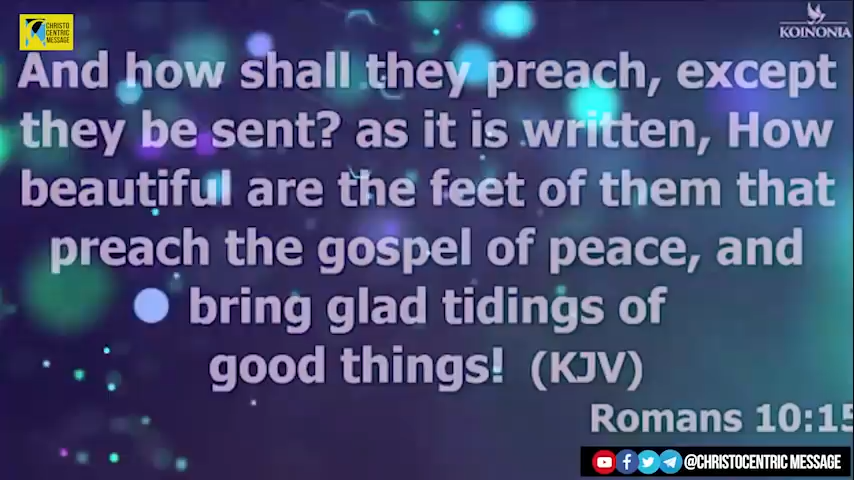 CHRISTO
CENTRIC
MESSAGE
KOINONIA
And how shall they preach, except
they be sent? as it is written, How
beautiful are the feet of them that
preach the gospel of peace, and
bring glad tidings of
good things! (KJV)
Romans 10:15
@CHRISTOCENTRIC MESSAGE